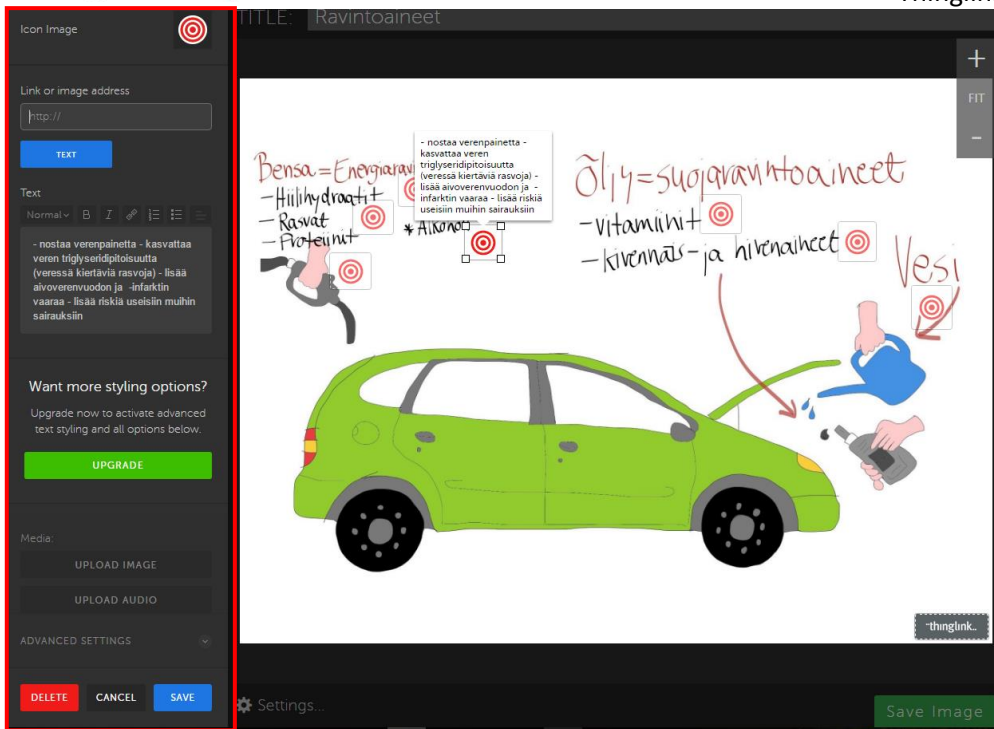 Thinglin
Icon Image
Link or image address
http://
TEXT
Text
Normal B I
- nostaa verenpainetta - kasvattaa
veren triglyseridipitoisuutta
(veressä kiertäviä rasvoja) - lisää
aivoverenvuodon ja -infarktin
vaaraa - lisää riskiä useisiin muihin
sairauksiin
Want more styling options?
Upgrade now to activate advanced
text styling and all options below.
UPGRADE
Media:
UPLOAD IMAGE
UPLOAD AUDIO
ADVANCED SETTINGS
DELETE CANCEL SAVE
TITLE: Ravintoaineet
+
FIT
-
- nostaa verenpainetta -
kasvattaa veren
triglyseridipitoisuutta
(veressä kiertäviä rasvoja) -
lisää aivoverenvuodon ja -
infarktin vaaraa - lisää riskiä
useisiin muihin sairauksiin
Bensa=Energiaravi
-Hiilihydraatit
-Rasvat
-Proteiinit
* Alkoho
Õljy=suojaravintoaineet
-vitamiinit
-kivennäis-ja hivenaineet
Vesi
thinglink..
Settings...
Save Image